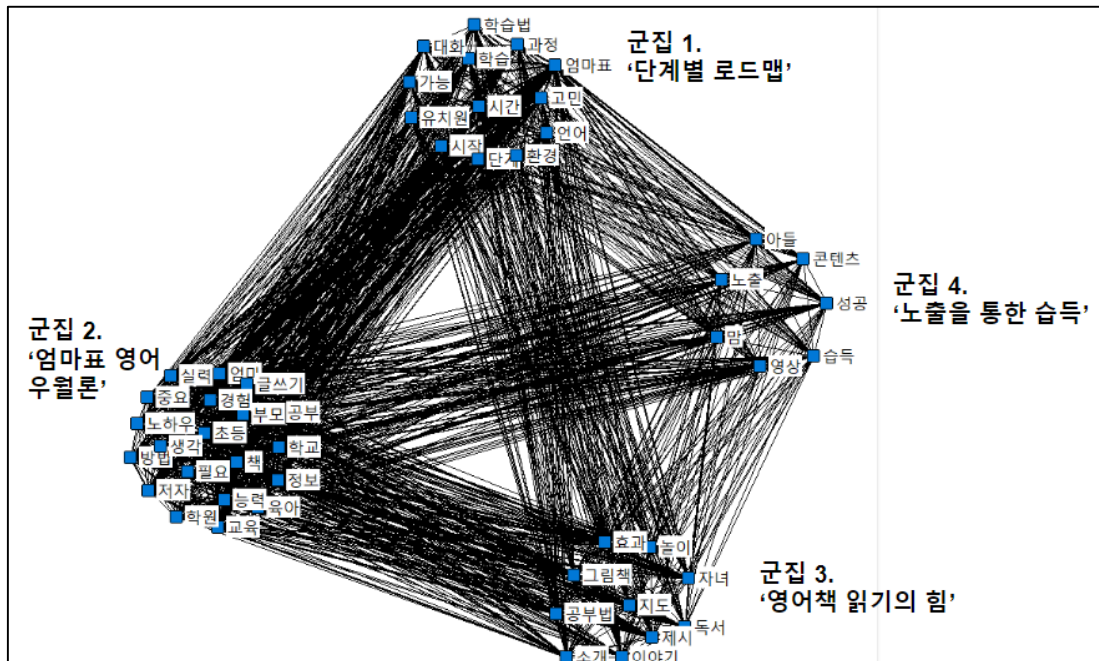 군집 1.
‘단계별 로드맵’
학습법
대화
학습
과정
엄마표
가능
고민
시간
유치원
언어
시작
단계
환경
군집 4.
‘노출을 통한 습득’
아들
콘텐츠
노출
성공
맘
영상
습득
군집 2.
‘엄마표 영어
우월론’
실력
엄마
글쓰기
중요
경험
부모
공부
노하우
초등
생각
학교
방법
책
필요
정보
저자
능력
육아
학원
교육
군집 3.
‘영어책 읽기의 힘’
효과
놀이
그림책
자녀
공부법
지도
독서
제시
소개
이야기